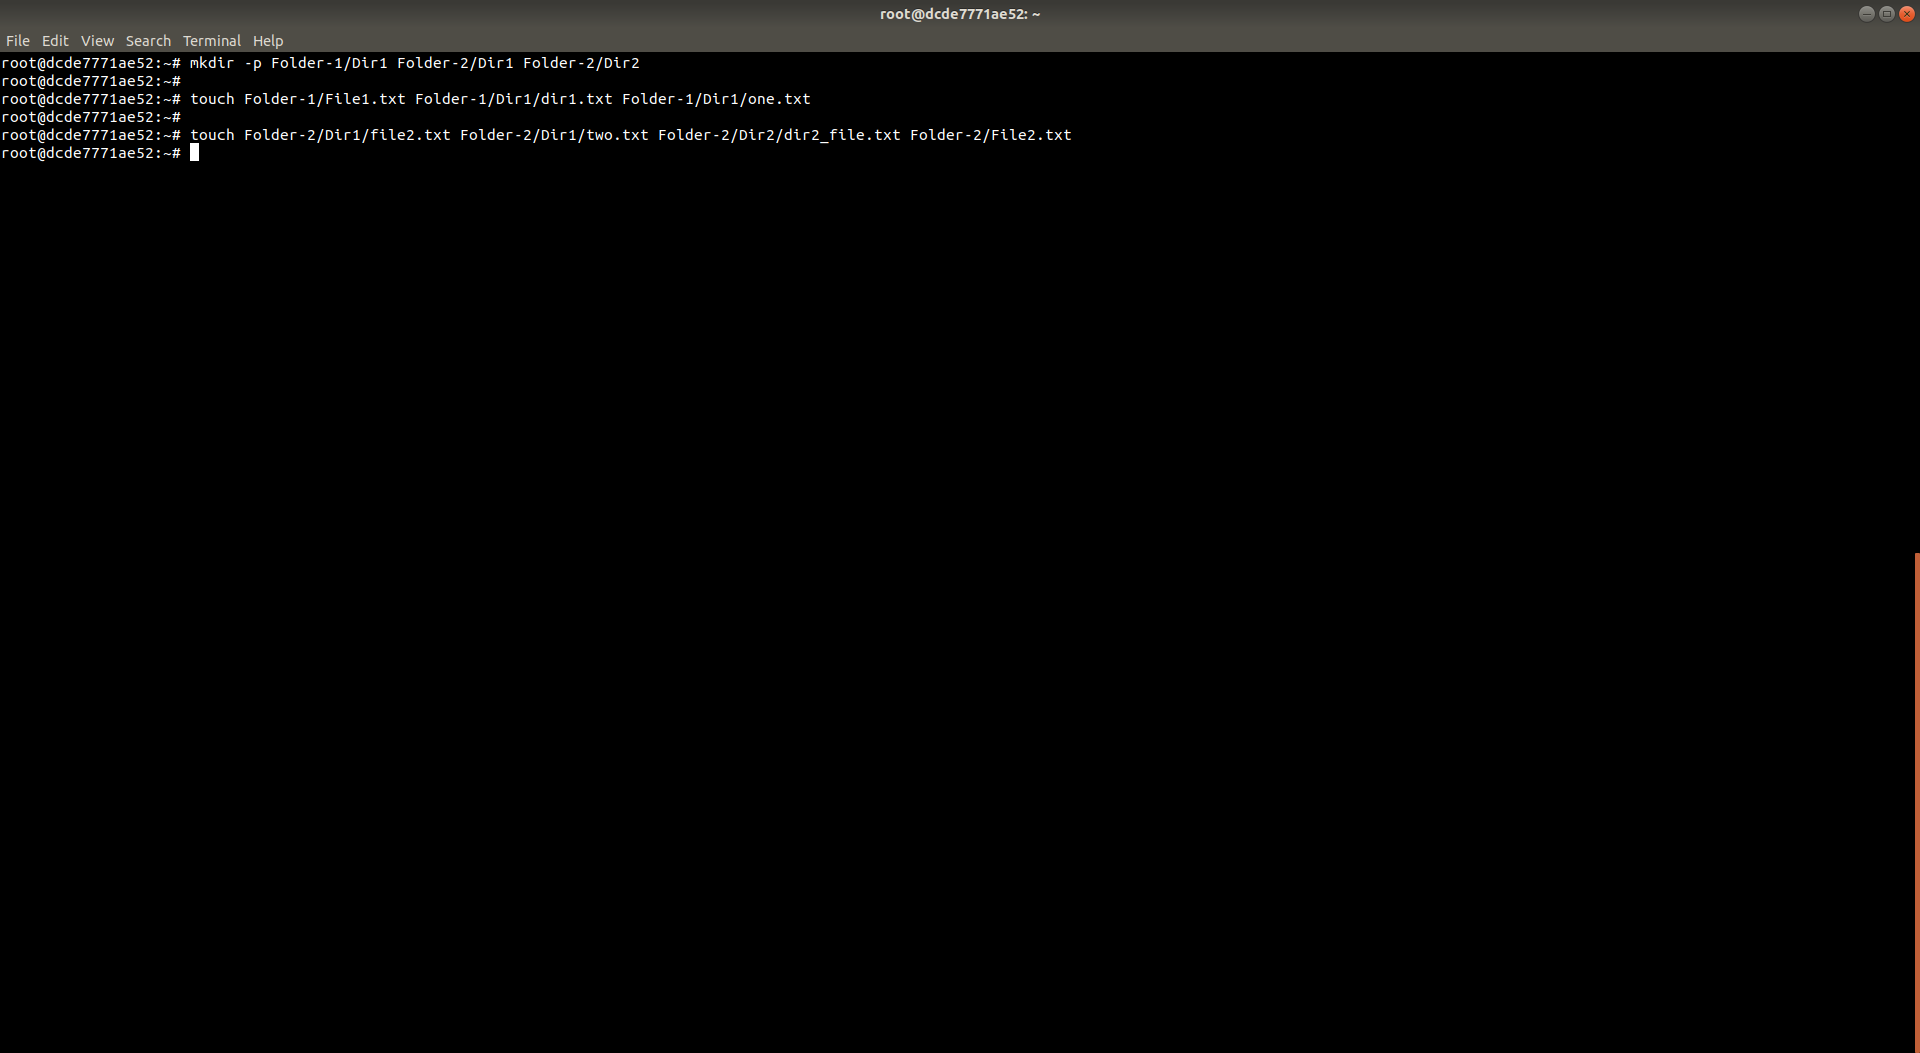 root@dcde7771ae52: ~
File Edit View Search Terminal Help
root@dcde7771ae52:~# mkdir -p Folder-1/Dir1 Folder-2/Dir1 Folder-2/Dir2
root@dcde7771ae52:~#
root@dcde7771ae52:~# touch Folder-1/File1.txt Folder-1/Dir1/dir1.txt Folder-1/Dir1/one.txt
root@dcde7771ae52:~#
root@dcde7771ae52:~# touch Folder-2/Dir1/file2.txt Folder-2/Dir1/two.txt Folder-2/Dir2/dir2_file.txt Folder-2/File2.txt
root@dcde7771ae52:~#